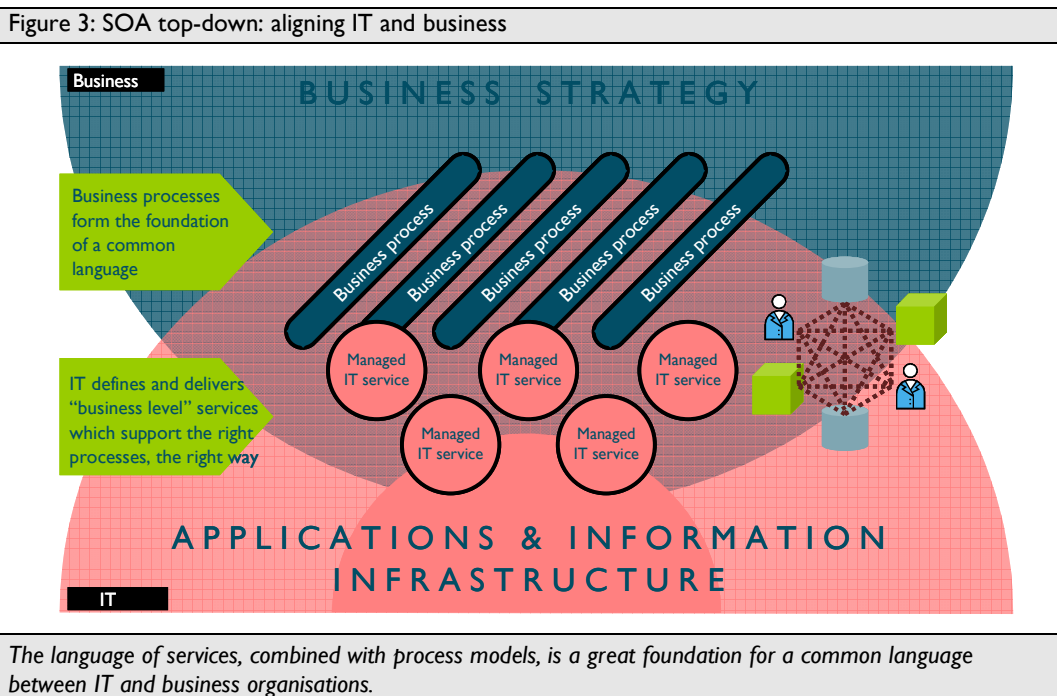 Figure 3: SOA top-down: aligning IT and business
Business
BUSINESS STRATEGY
Business processes
form the foundation
of a common
language
Business process
Business process
Business process
Business process
Business process
IT defines and delivers
“business level” services
which support the right
processes, the right way
Managed
IT service
Managed
IT service
Managed
IT service
Managed
IT service
Managed
IT service
APPLICATIONS & INFORMATION
INFRASTRUCTURE
IT
The language of services, combined with process models, is a great foundation for a common language
between IT and business organisations.